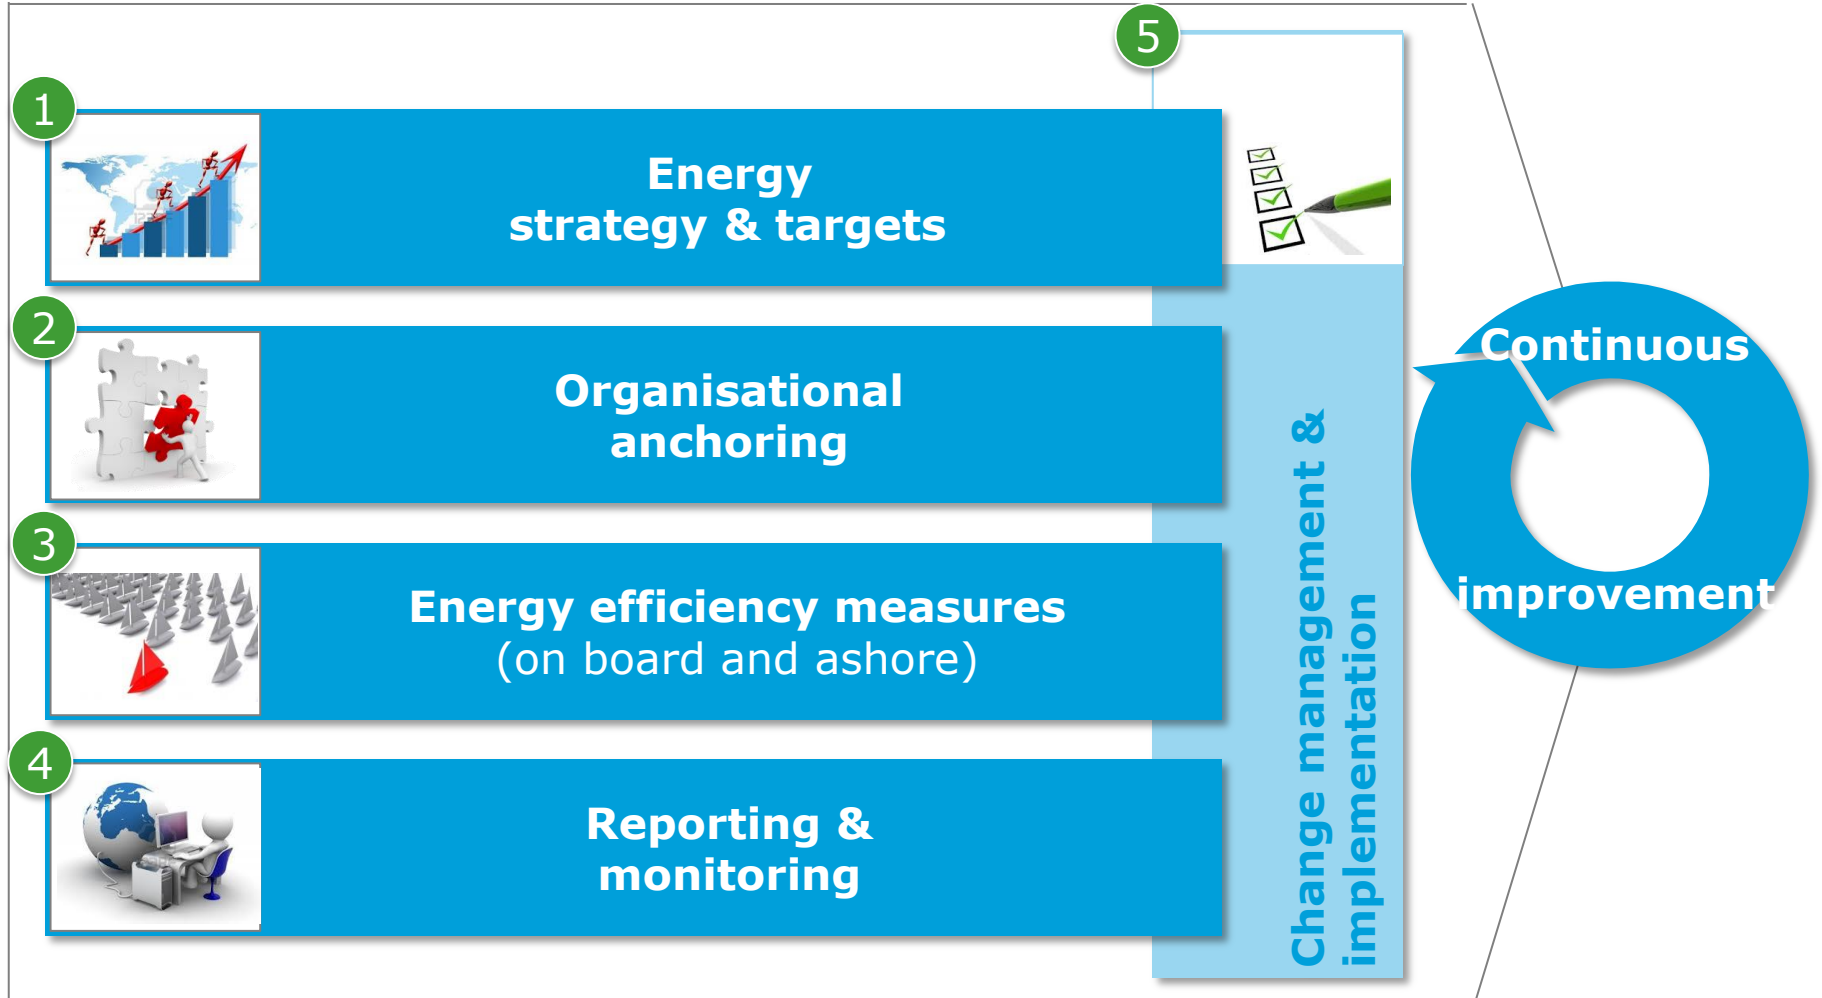 1
Energy
strategy & targets
2
Organisational
anchoring
3
Energy efficiency measures
(on board and ashore)
4
Reporting &
monitoring
5
Change management &
implementation
Continuous
improvement